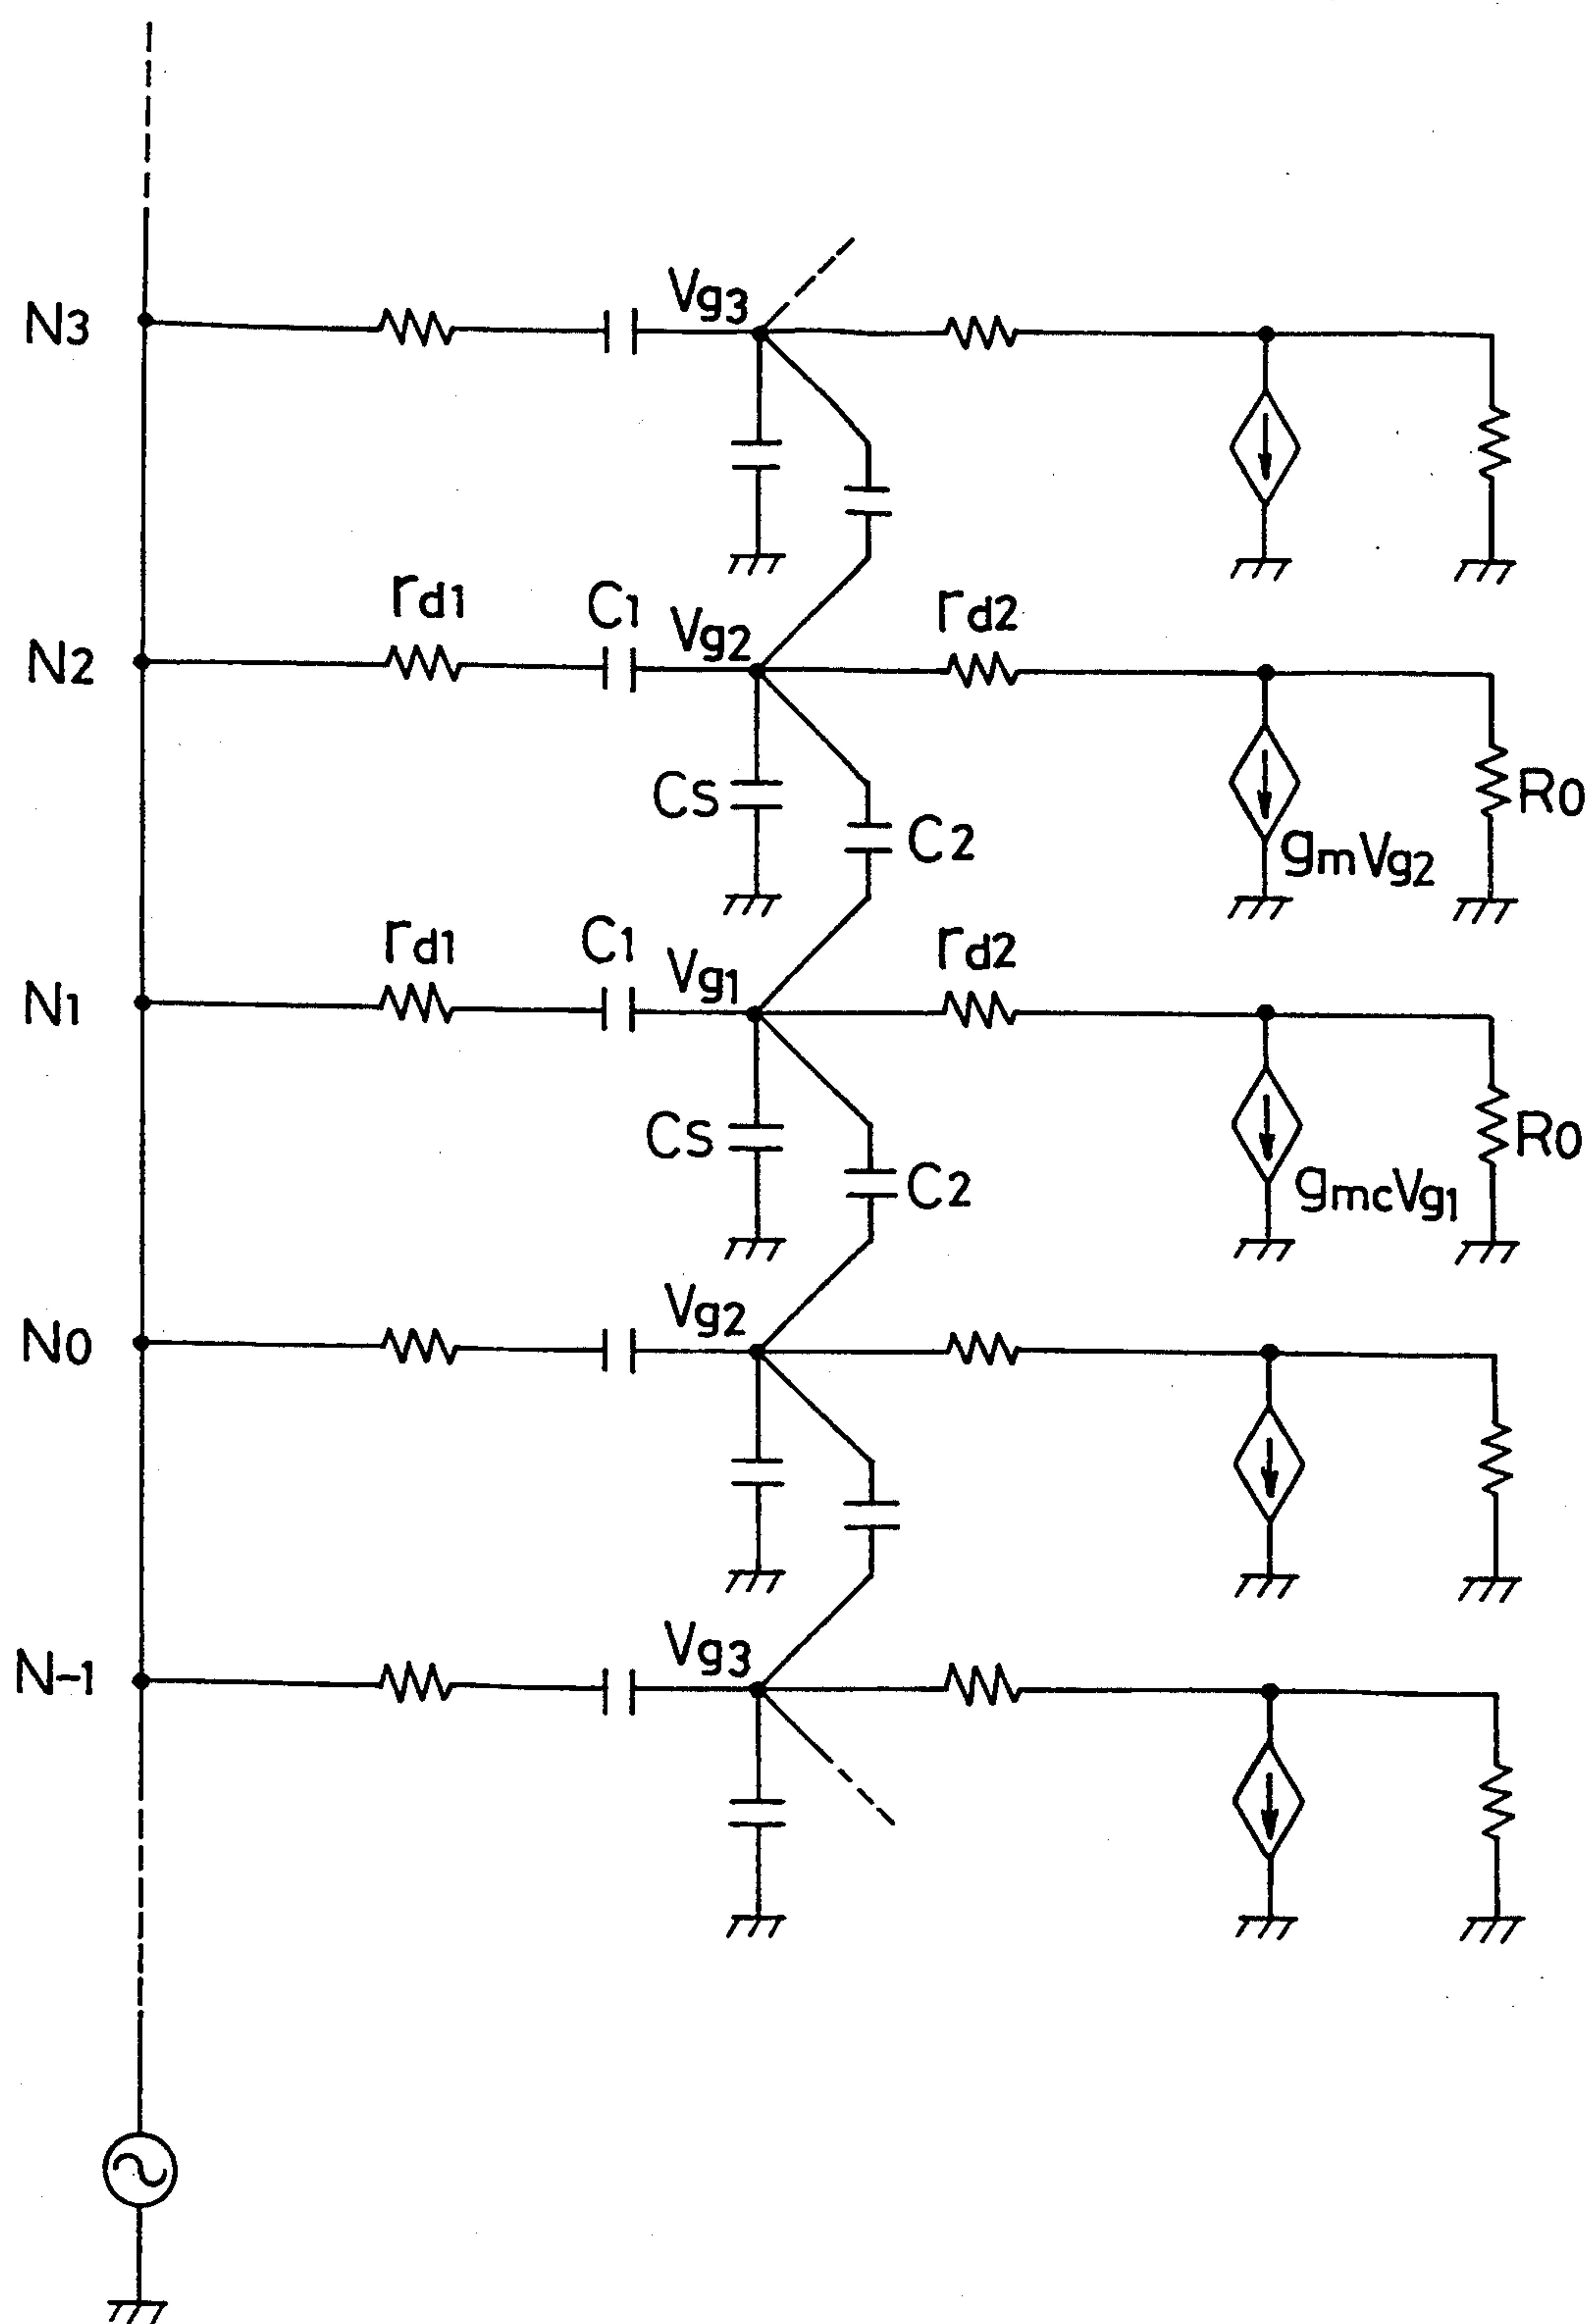 N3 Vg3
rd1 C1 Vg2 rd2
N2
Cs C2 gmVg2 R0
rd1 C1 Vg1 rd2
N1
Cs C2 gmcVg1 R0
N0 Vg2
N-1 Vg3